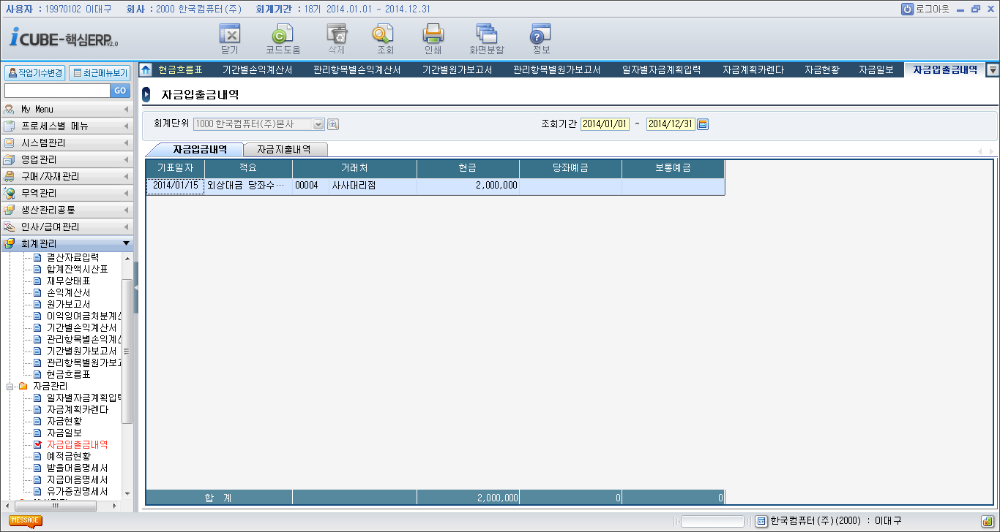 사용자 : 19970102 이대구 회사 : 2000 한국컴퓨터(주) 회계기간 : 18기 2014.01.01 ~ 2014.12.31 로그아웃
iCUBE-핵심ERP v2.0
닫기 코드도움 삭제 조회 인쇄 화면분할 정보
작업기수변경 최근메뉴보기
현금흐름표 기간별손익계산서 관리항목별손익계산서 기간별원가보고서 관리항목별원가보고서 일자별자금계획입력 자금계획카렌다 자금현황 자금일보 자금입출금내역
GO
자금입출금내역
My Menu
프로세스별 메뉴
시스템관리
영업관리
구매/자재관리
무역관리
생산관리공통
인사/급여관리
회계관리
결산자료입력
합계잔액시산표
재무상태표
손익계산서
원가보고서
이익잉여금처분계산
기간별손익계산서
관리항목별손익계산
기간별원가보고서
관리항목별원가보고
현금흐름표
자금관리
일자별자금계획입력
자금계획카렌다
자금현황
자금일보
자금입출금내역
예적금현황
받을어음명세서
지급어음명세서
유가증권명세서
회계단위 1000 한국컴퓨터(주)본사 조회기간 2014/01/01 ~ 2014/12/31
자금입금내역 자금지출내역
기표일자 적요 거래처 현금 당좌예금 보통예금
2014/01/15 외상대금 당좌수… 00004 사사대리점 2,000,000
합 계 2,000,000 0 0
MESSAGE
한국컴퓨터(주)(2000) : 이대구